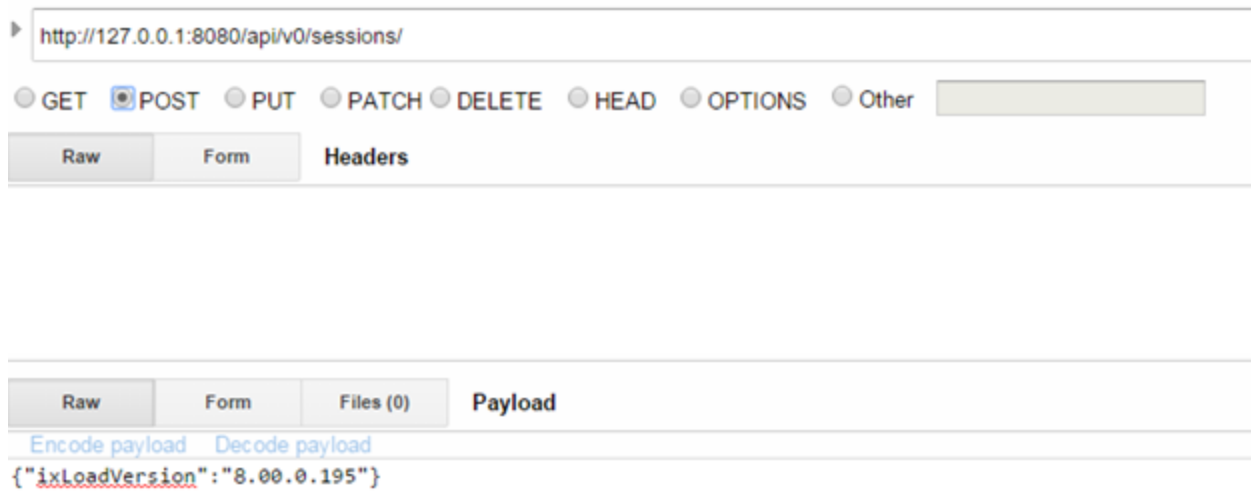 http://127.0.0.1:8080/api/v0/sessions/
GET POST PUT PATCH DELETE HEAD OPTIONS Other
Raw Form Headers
Raw Form Files (0) Payload
Encode payload Decode payload
{"ixLoadVersion":"8.00.0.195"}